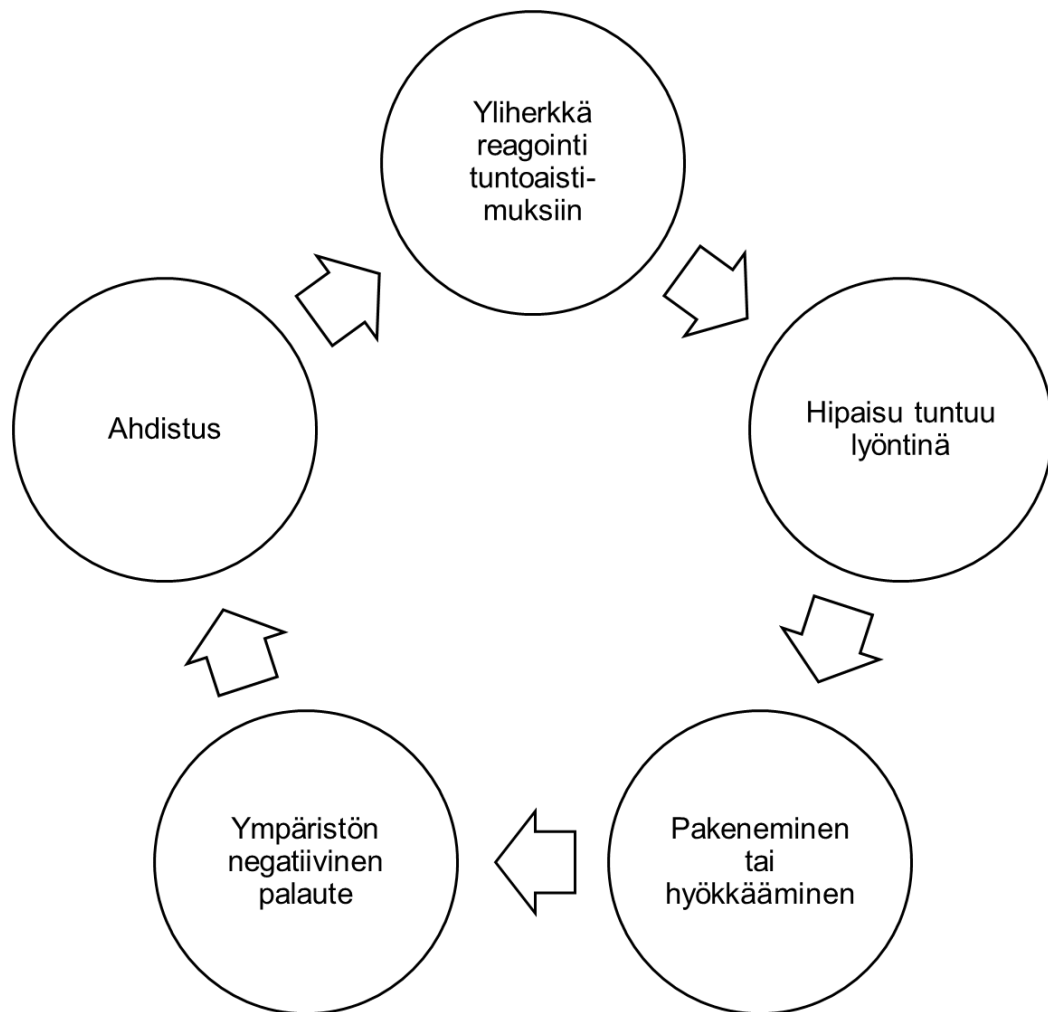 Yliherkkä
reagointi
tuntoaisti-
muksiin
Hipaisu tuntuu
lyöntinä
Pakeneminen
tai
hyökkääminen
Ympäristön
negatiivinen
palaute
Ahdistus